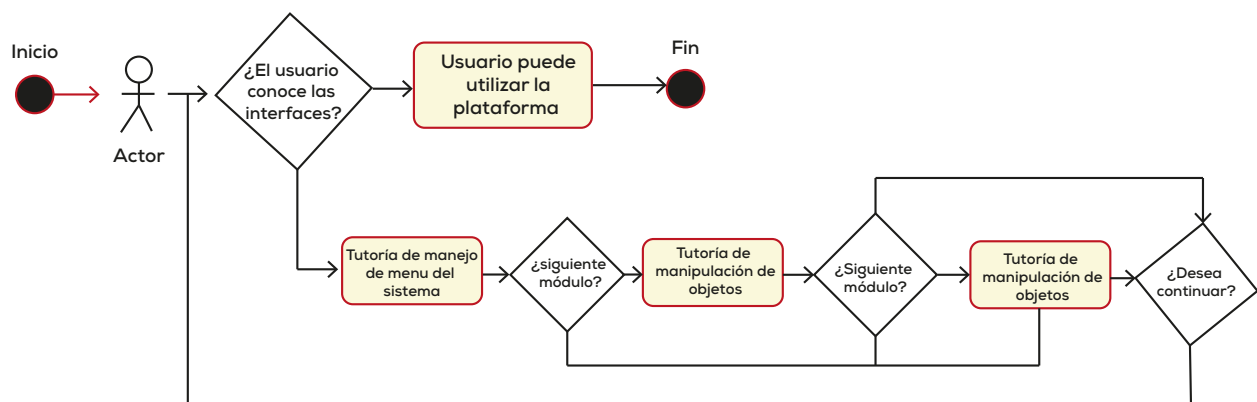 Inicio
Actor
¿El usuario
conoce las
interfaces?
Usuario puede
utilizar la
plataforma
Fin
Tutoría de manejo
de menu del
sistema
¿siguiente
módulo?
Tutoría de
manipulación de
objetos
¿Siguiente
módulo?
Tutoría de
manipulación de
objetos
¿Desea
continuar?